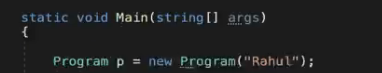 static void Main(string[] args)
{
Program p = new Program("Rahul");